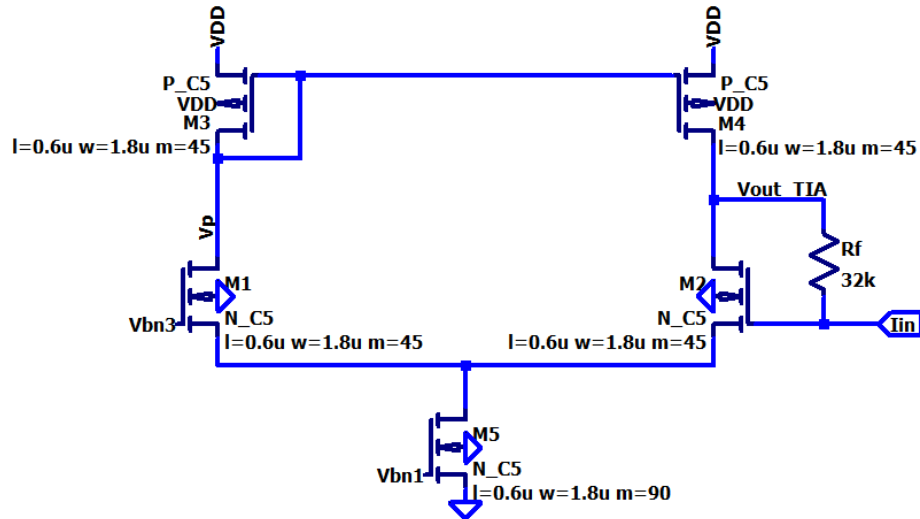 VDD
VDD
P_C5
VDD
M3
l=0.6u w=1.8u m=45
P_C5
VDD
M4
l=0.6u w=1.8u m=45
Vout_TIA
Vp
Rf
32k
M1
Vbn3
N_C5
l=0.6u w=1.8u m=45
M2
N_C5
l=0.6u w=1.8u m=45
Iin
M5
Vbn1
N_C5
l=0.6u w=1.8u m=90